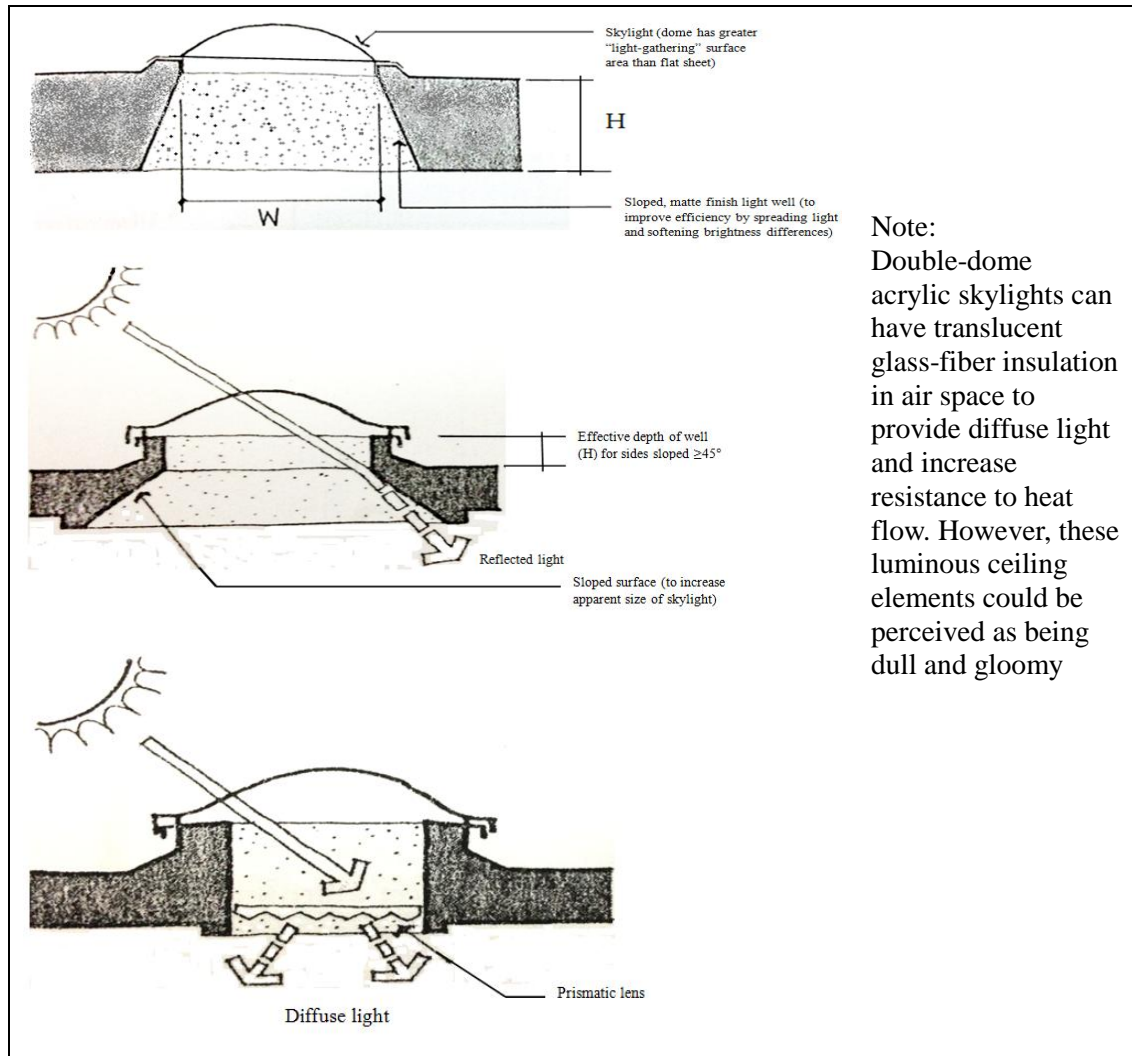 Skylight (dome has greater
“light-gathering” surface
area than flat sheet)
H
W
Sloped, matte finish light well (to
improve efficiency by spreading light
and softening brightness differences)
Effective depth of well
(H) for sides sloped ≥45°
Reflected light
Sloped surface (to increase
apparent size of skylight)
Prismatic lens
Diffuse light
Note:
Double-dome
acrylic skylights can
have translucent
glass-fiber insulation
in air space to
provide diffuse light
and increase
resistance to heat
flow. However, these
luminous ceiling
elements could be
perceived as being
dull and gloomy